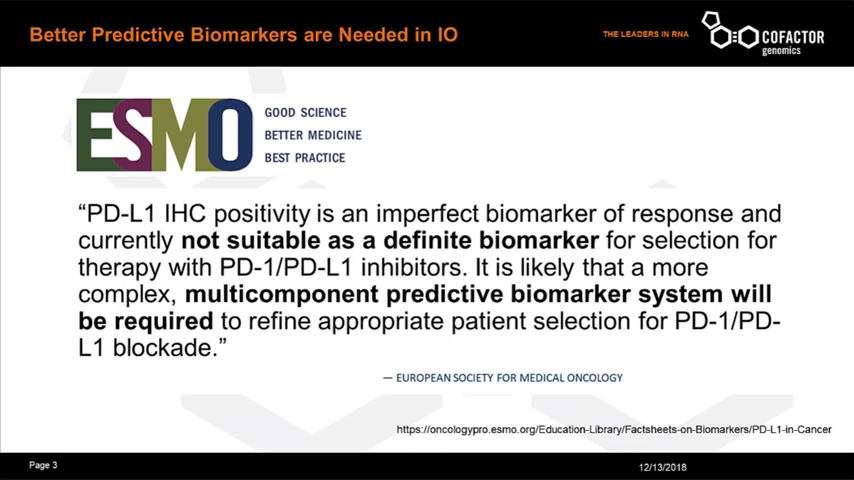 Better Predictive Biomarkers are Needed in IO
THE LEADERS IN RNA
COFACTOR
genomics
ESMO
GOOD SCIENCE
BETTER MEDICINE
BEST PRACTICE
“PD-L1 IHC positivity is an imperfect biomarker of response and
currently not suitable as a definite biomarker for selection for
therapy with PD-1/PD-L1 inhibitors. It is likely that a more
complex, multicomponent predictive biomarker system will
be required to refine appropriate patient selection for PD-1/PD-
L1 blockade.”
— EUROPEAN SOCIETY FOR MEDICAL ONCOLOGY
https://oncologypro.esmo.org/Education-Library/Factsheets-on-Biomarkers/PD-L1-in-Cancer
Page 3
12/13/2018